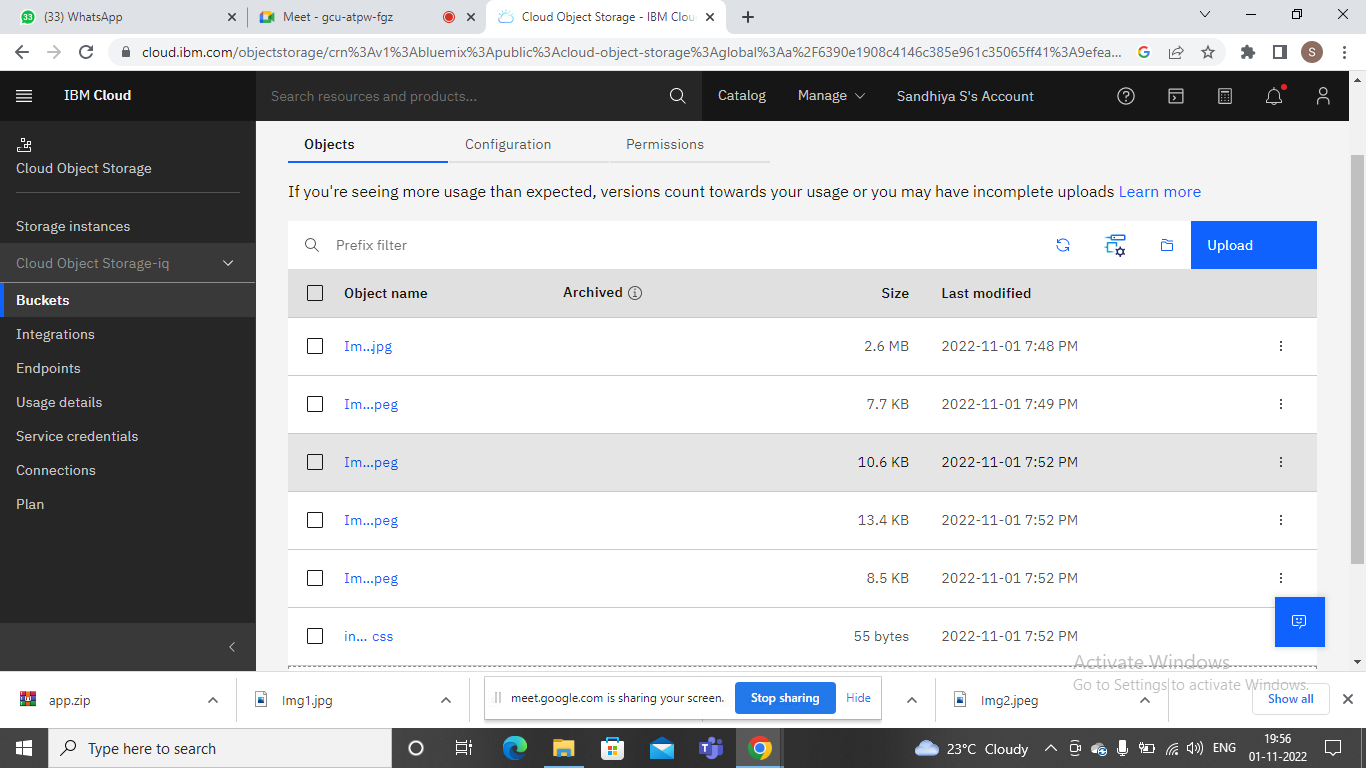 (33) WhatsApp
Meet - gcu-atpw-fgz
Cloud Object Storage - IBM Clou
cloud.ibm.com/objectstorage/crn%3Av1%3Abluemix%3Apublic%3Acloud-object-storage%3Aglobal%3Aa%2F6390e1908c4146c385e961c35065ff41%3A9efea...
S
IBM Cloud
Search resources and products...
Catalog
Manage
Sandhiya S's Account
Cloud Object Storage
Storage instances
Cloud Object Storage-iq
Buckets
Integrations
Endpoints
Usage details
Service credentials
Connections
Plan
Objects
Configuration
Permissions
If you're seeing more usage than expected, versions count towards your usage or you may have incomplete uploads Learn more
Prefix filter
Upload
Object name Archived Size Last modified
Im...jpg 2.6 MB 2022-11-01 7:48 PM
Im...peg 7.7 KB 2022-11-01 7:49 PM
Im...peg 10.6 KB 2022-11-01 7:52 PM
Im...peg 13.4 KB 2022-11-01 7:52 PM
Im...peg 8.5 KB 2022-11-01 7:52 PM
in... css 55 bytes 2022-11-01 7:52 PM
Activate Windows
Go to Settings to activate Windows.
app.zip
Img1.jpg
meet.google.com is sharing your screen.
Stop sharing
Hide
Img2.jpeg
Show all
Type here to search
23°C Cloudy
ENG
19:56
01-11-2022